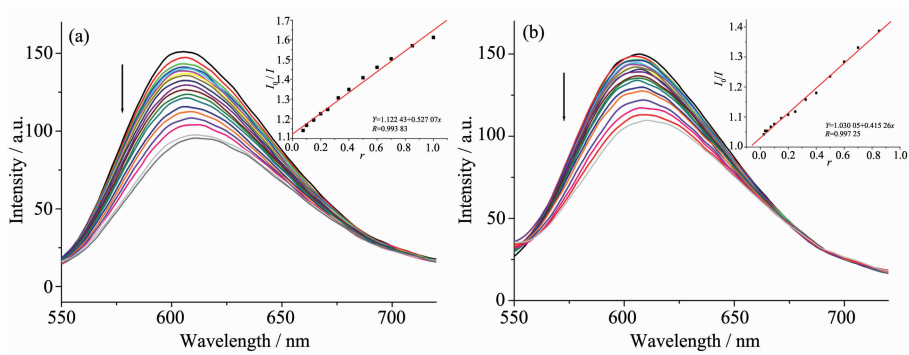 (a)
Intensity / a.u.
150
100
50
0
550
600
650
700
Wavelength / nm
I0 / I
1.7
1.6
1.5
1.4
1.3
1.2
1.1
0.0
0.2
0.4
0.6
0.8
1.0
r
Y=1.122 43+0.527 07x
R=0.993 83
(b)
Intensity / a.u.
150
100
50
0
550
600
650
700
Wavelength / nm
I0/I
1.4
1.3
1.2
1.1
1.0
0.0
0.2
0.4
0.6
0.8
1.0
r
Y=1.030 05+0.415 26x
R=0.997 25